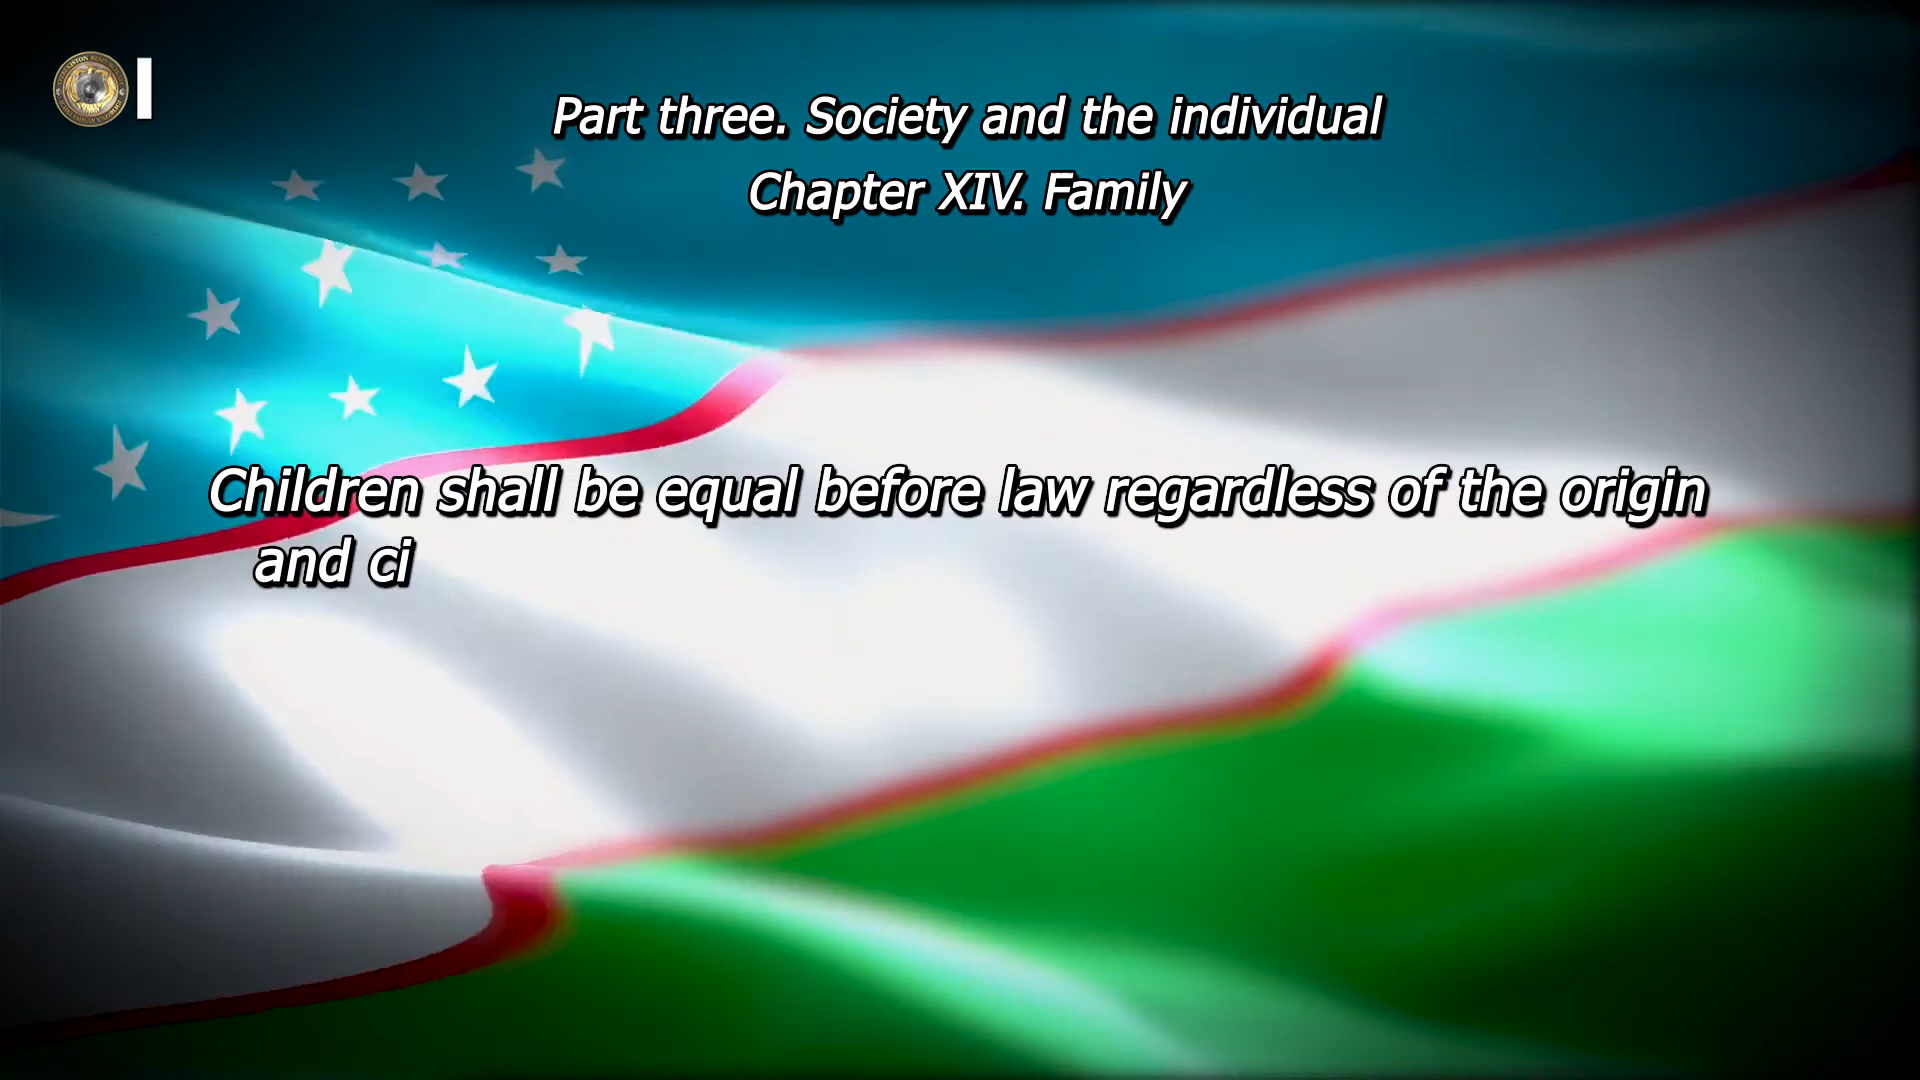 Part three. Society and the individual
Chapter XIV. Family
Children shall be equal before law regardless of the origin
and ci